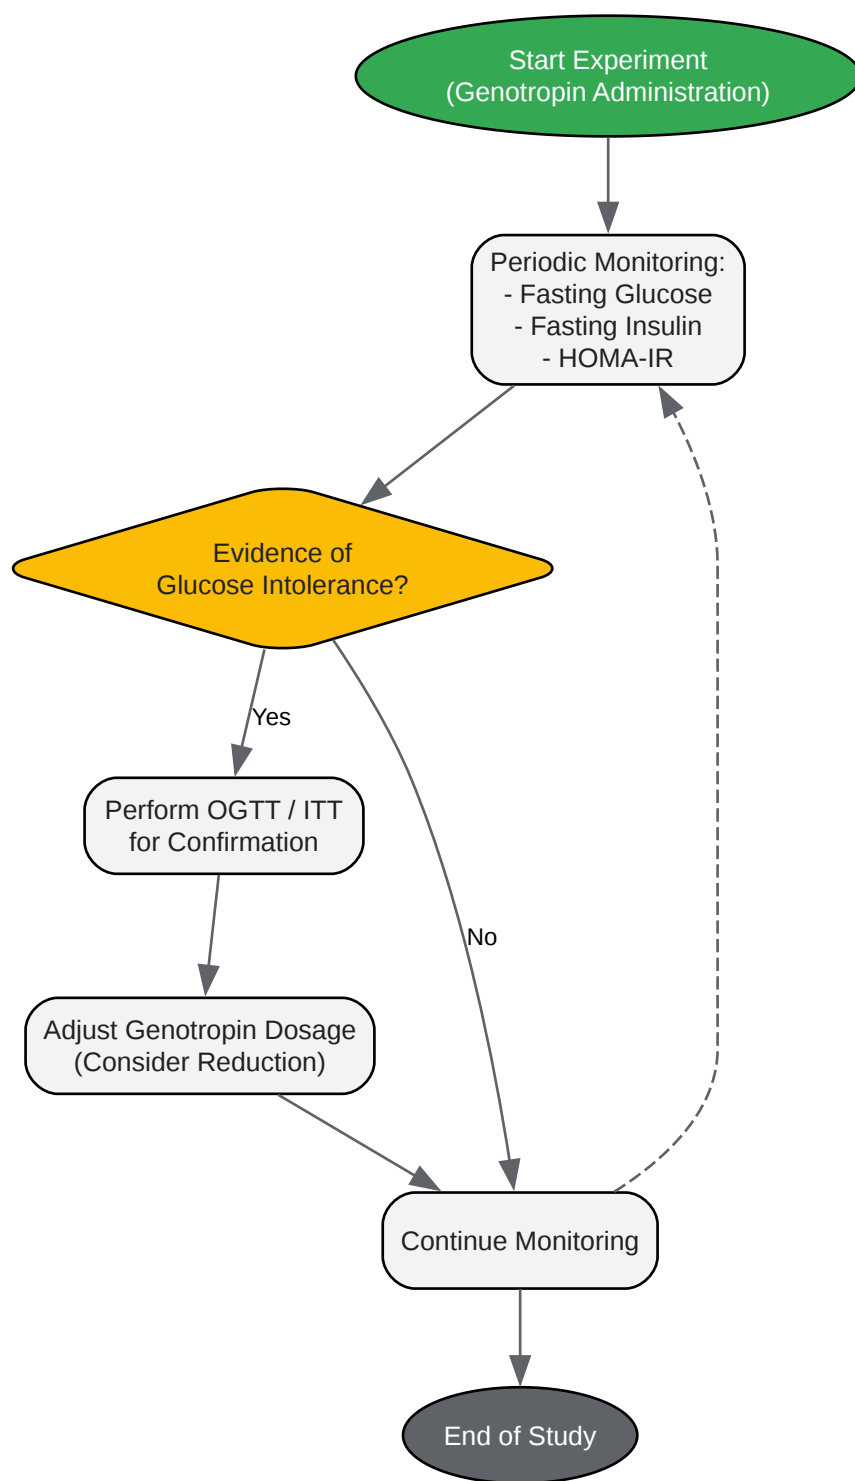 Start Experiment
(Genotropin Administration)
Periodic Monitoring:
- Fasting Glucose
- Fasting Insulin
- HOMA-IR
Evidence of
Glucose Intolerance?
Yes
Perform OGTT / ITT
for Confirmation
No
Adjust Genotropin Dosage
(Consider Reduction)
Continue Monitoring
End of Study